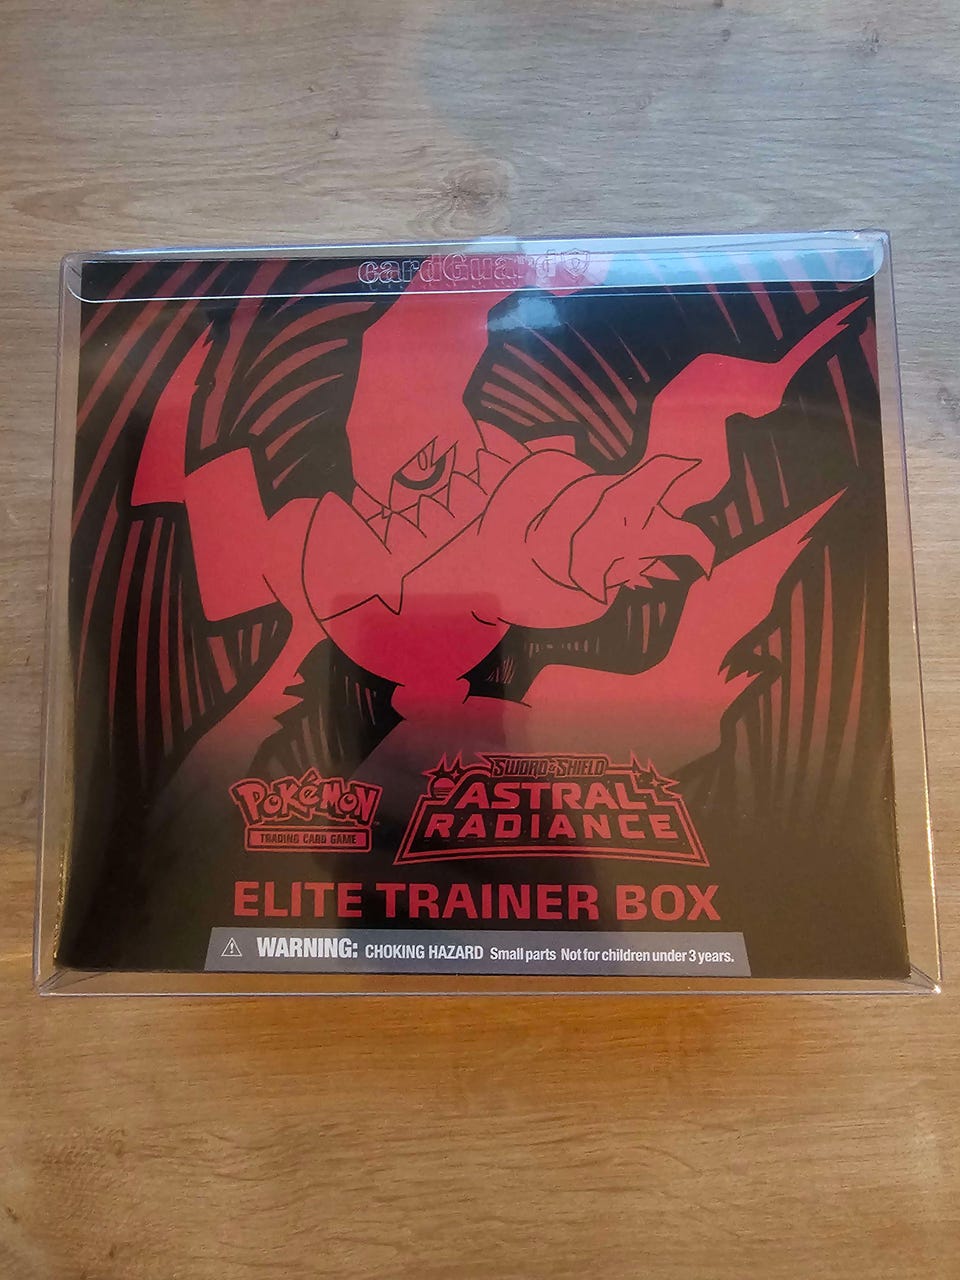 cardGuard
Pokémon
TRADING CARD GAME
SWORD & SHIELD
ASTRAL
RADIANCE
ELITE TRAINER BOX
WARNING: CHOKING HAZARD Small parts Not for children under 3 years.